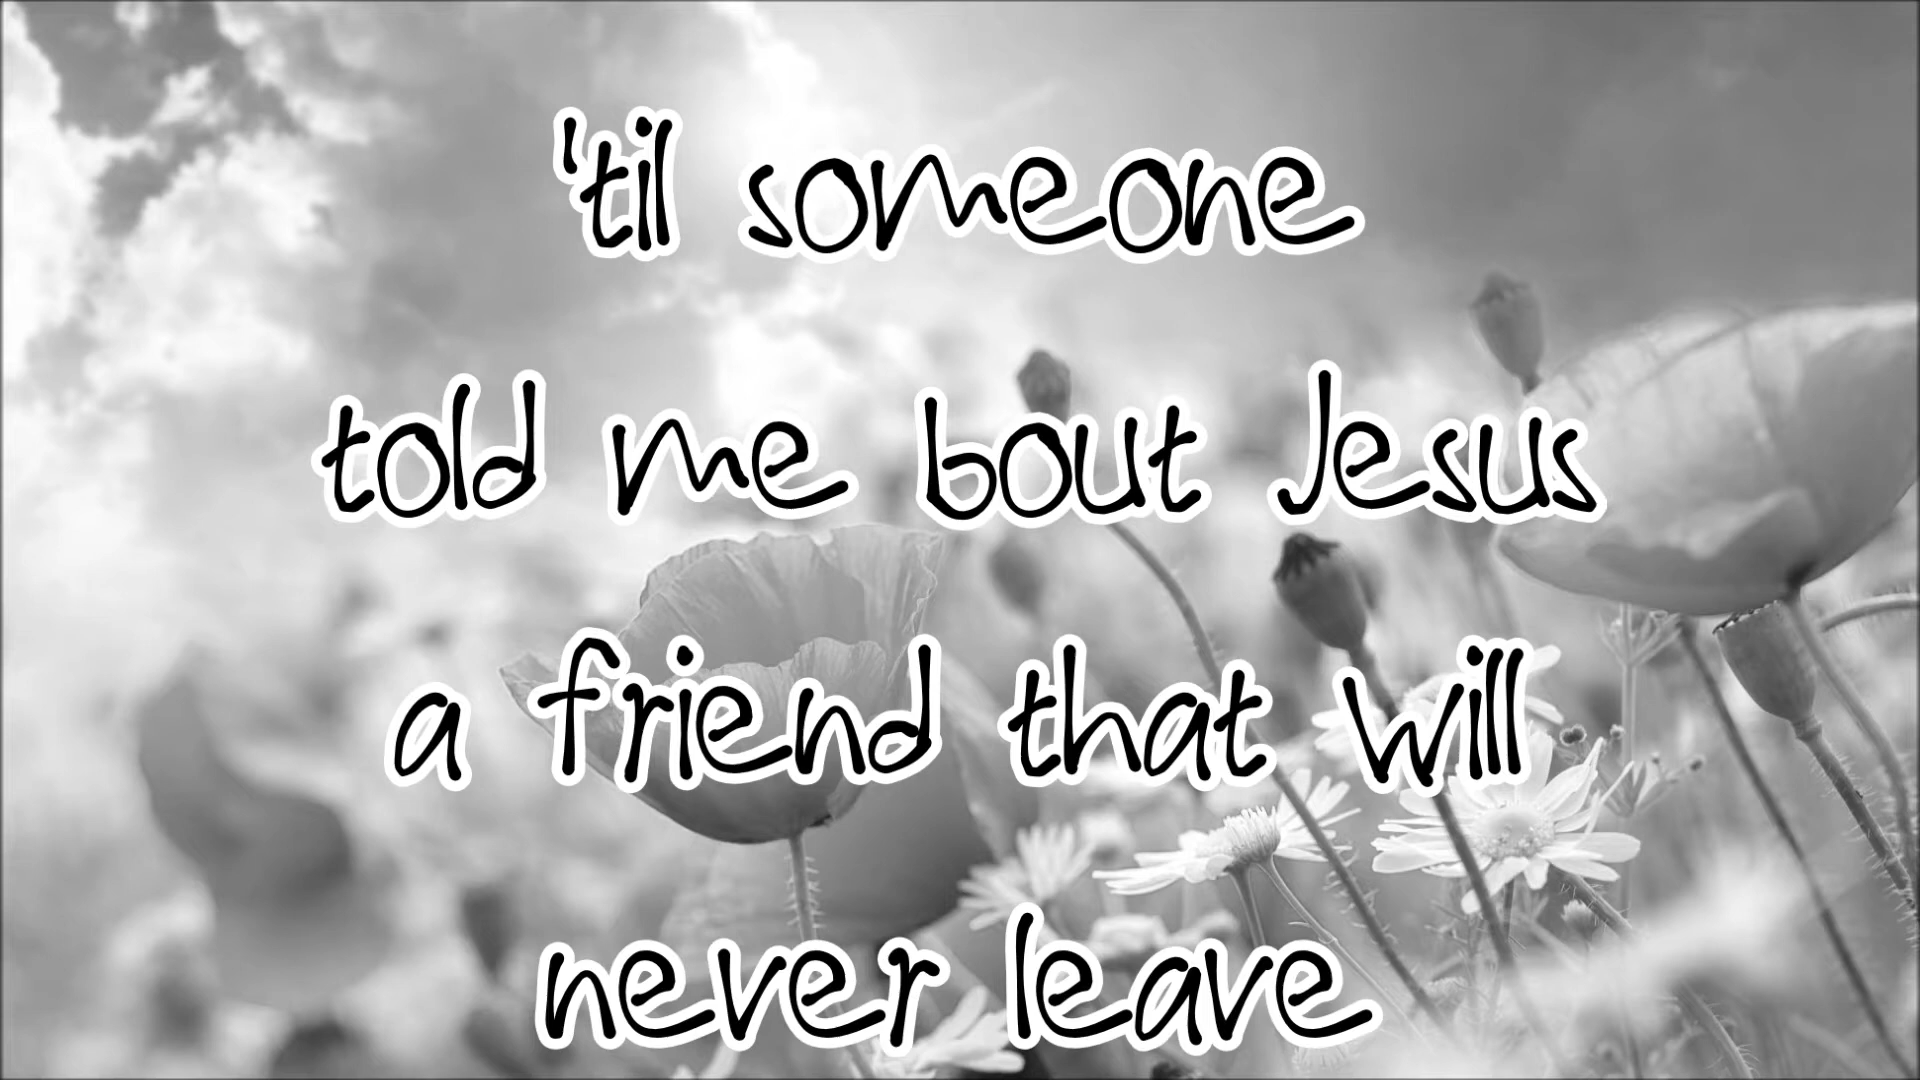 'til someone
told me bout Jesus
a friend that will
never leave